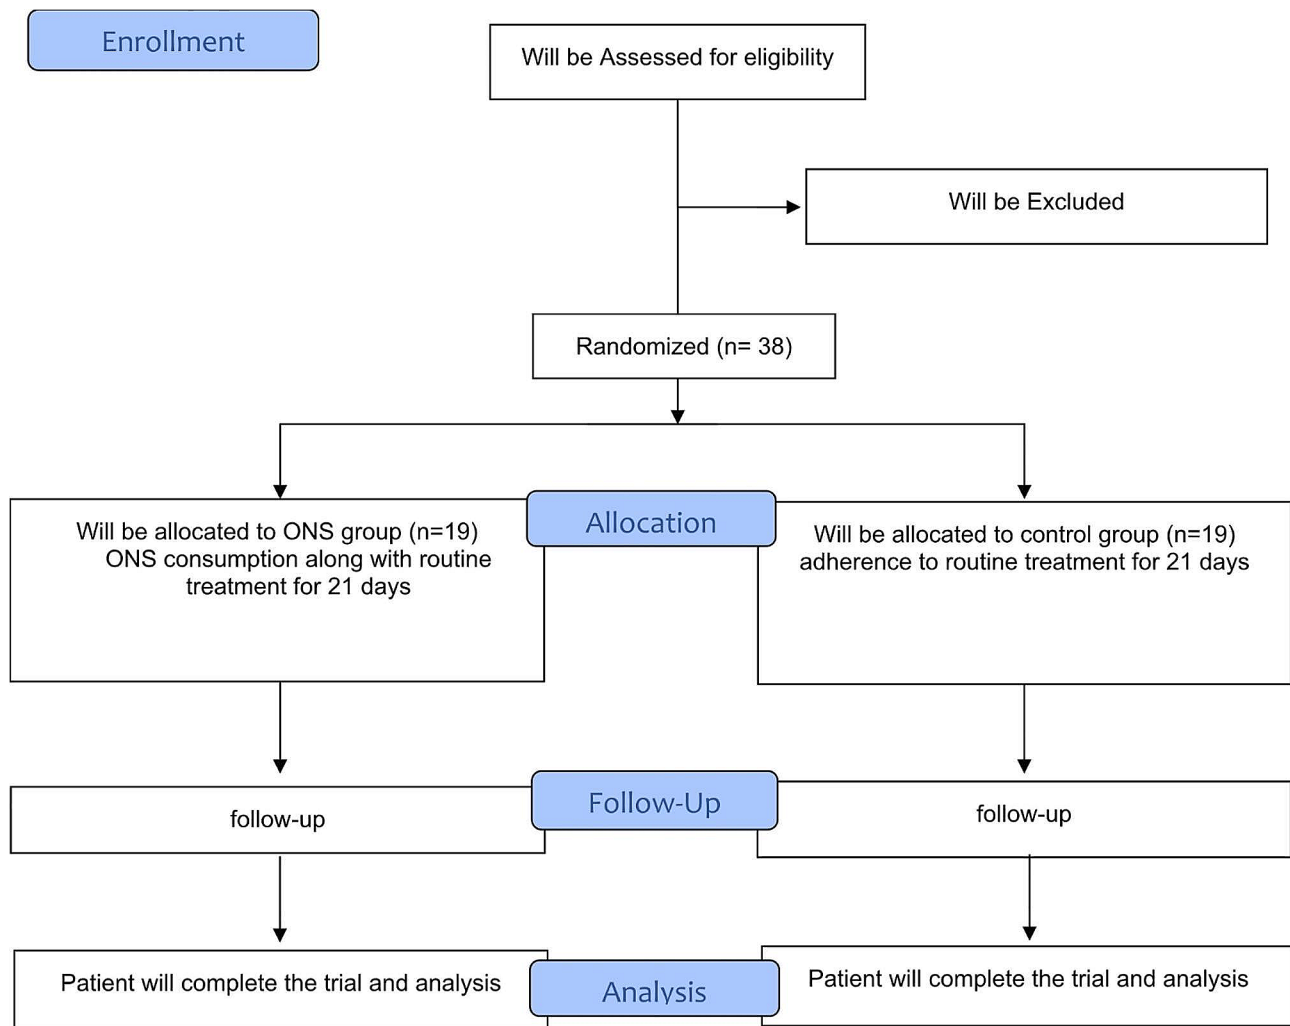 Enrollment
Will be Assessed for eligibility
Will be Excluded
Randomized (n= 38)
Allocation
Will be allocated to ONS group (n=19)
ONS consumption along with routine
treatment for 21 days
Will be allocated to control group (n=19)
adherence to routine treatment for 21 days
Follow-Up
follow-up
follow-up
Analysis
Patient will complete the trial and analysis
Patient will complete the trial and analysis